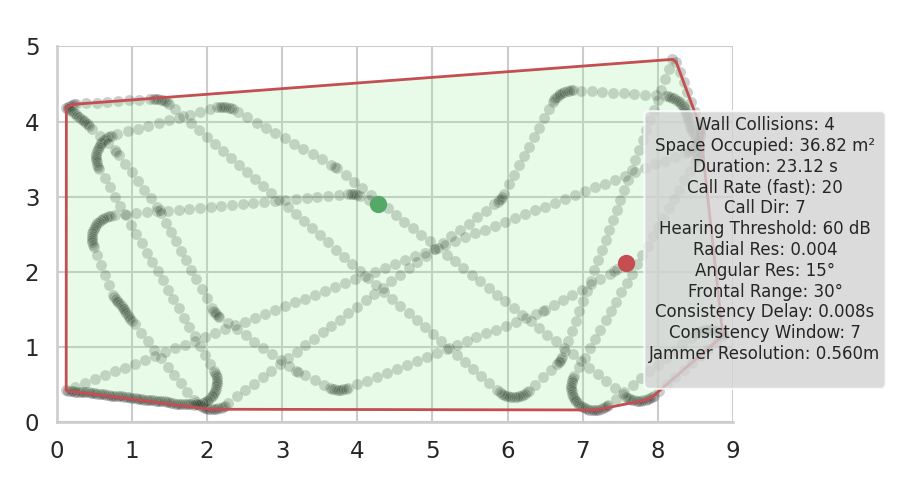 5
4
3
2
1
0
0 1 2 3 4 5 6 7 8 9
Wall Collisions: 4
Space Occupied: 36.82 m²
Duration: 23.12 s
Call Rate (fast): 20
Call Dir: 7
Hearing Threshold: 60 dB
Radial Res: 0.004
Angular Res: 15°
Frontal Range: 30°
Consistency Delay: 0.008s
Consistency Window: 7
Jammer Resolution: 0.560m